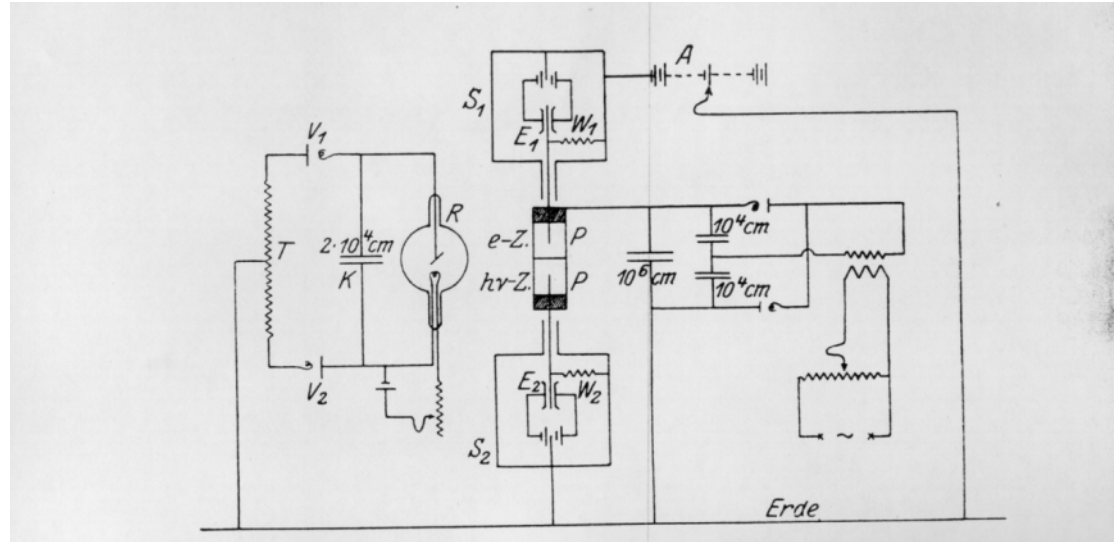 V₁
T
2·10⁴cm
K
R
V₂
S₁
E₁
W₁
A
e-Z.
P
hν-Z.
P
10⁶cm
10⁴cm
10⁴cm
E₂
W₂
S₂
~
Erde